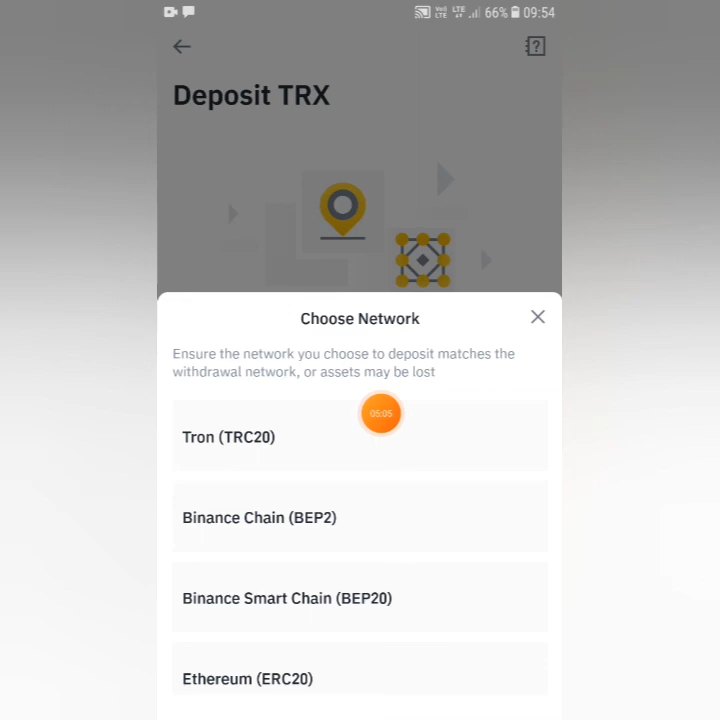 66% 09:54
Deposit TRX
Choose Network
Ensure the network you choose to deposit matches the
withdrawal network, or assets may be lost
05:05
Tron (TRC20)
Binance Chain (BEP2)
Binance Smart Chain (BEP20)
Ethereum (ERC20)